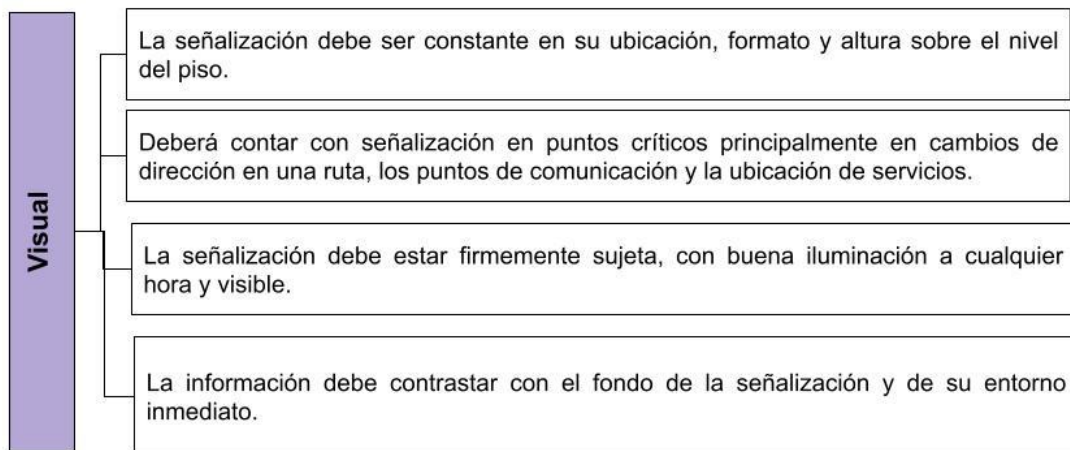 Visual
La señalización debe ser constante en su ubicación, formato y altura sobre el nivel
del piso.
Deberá contar con señalización en puntos críticos principalmente en cambios de
dirección en una ruta, los puntos de comunicación y la ubicación de servicios.
La señalización debe estar firmemente sujeta, con buena iluminación a cualquier
hora y visible.
La información debe contrastar con el fondo de la señalización y de su entorno
inmediato.